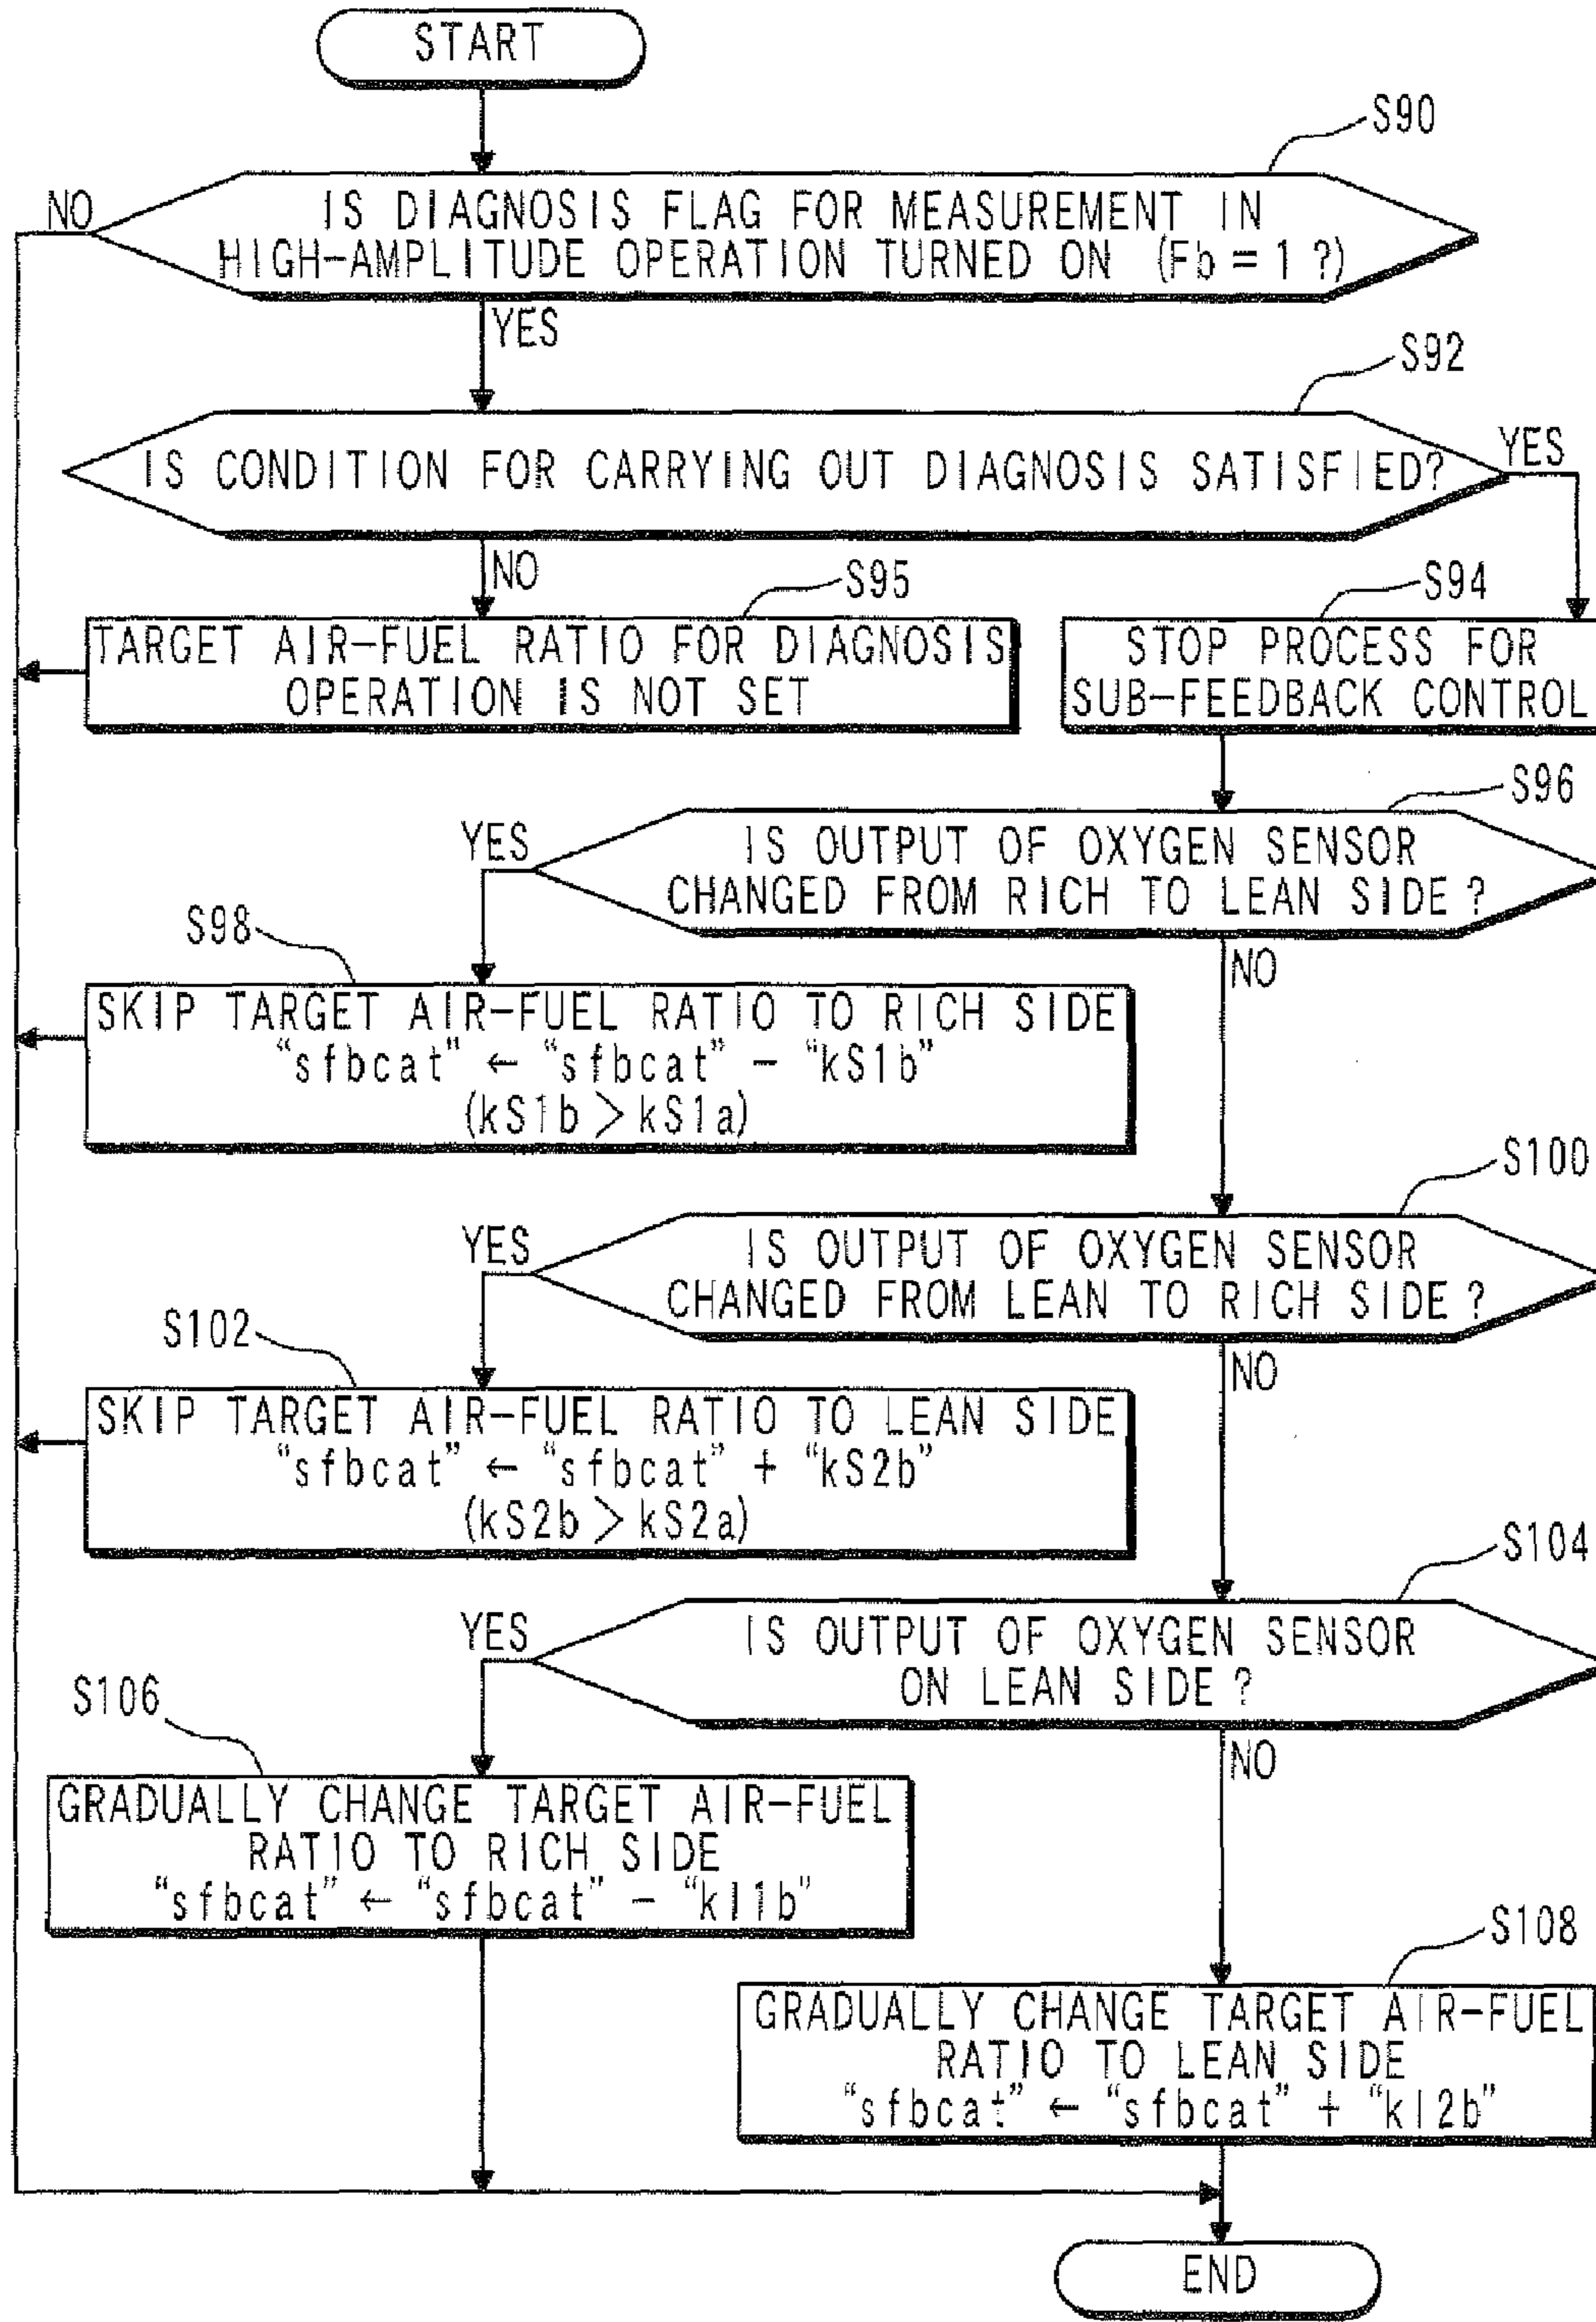 START
S90
NO
IS DIAGNOSIS FLAG FOR MEASUREMENT IN
HIGH-AMPLITUDE OPERATION TURNED ON (Fb = 1 ?)
YES
S92
IS CONDITION FOR CARRYING OUT DIAGNOSIS SATISFIED?
YES
NO
S95
S94
TARGET AIR-FUEL RATIO FOR DIAGNOSIS
OPERATION IS NOT SET
STOP PROCESS FOR
SUB-FEEDBACK CONTROL
S96
YES
IS OUTPUT OF OXYGEN SENSOR
CHANGED FROM RICH TO LEAN SIDE ?
S98
NO
SKIP TARGET AIR-FUEL RATIO TO RICH SIDE
“sfbcat” ← “sfbcat” − “kS1b”
(kS1b > kS1a)
S100
YES
IS OUTPUT OF OXYGEN SENSOR
CHANGED FROM LEAN TO RICH SIDE ?
S102
NO
SKIP TARGET AIR-FUEL RATIO TO LEAN SIDE
“sfbcat” ← “sfbcat” + “kS2b”
(kS2b > kS2a)
S104
YES
IS OUTPUT OF OXYGEN SENSOR
ON LEAN SIDE ?
S106
NO
GRADUALLY CHANGE TARGET AIR-FUEL
RATIO TO RICH SIDE
“sfbcat” ← “sfbcat” − “kI1b”
S108
GRADUALLY CHANGE TARGET AIR-FUEL
RATIO TO LEAN SIDE
“sfbcat” ← “sfbcat” + “kI2b”
END